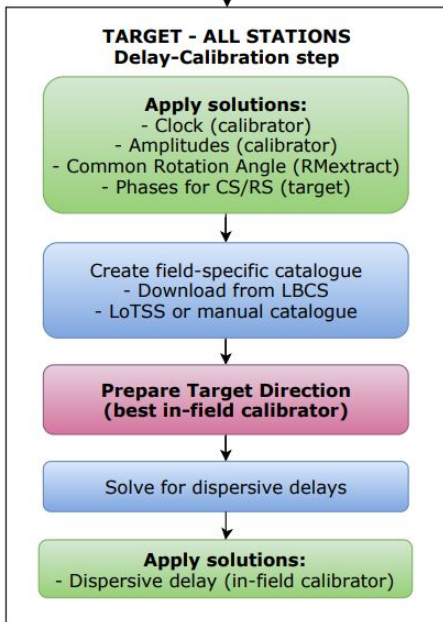 TARGET - ALL STATIONS
Delay-Calibration step
Apply solutions:
- Clock (calibrator)
- Amplitudes (calibrator)
- Common Rotation Angle (RMextract)
- Phases for CS/RS (target)
Create field-specific catalogue
- Download from LBCS
- LoTSS or manual catalogue
Prepare Target Direction
(best in-field calibrator)
Solve for dispersive delays
Apply solutions:
- Dispersive delay (in-field calibrator)